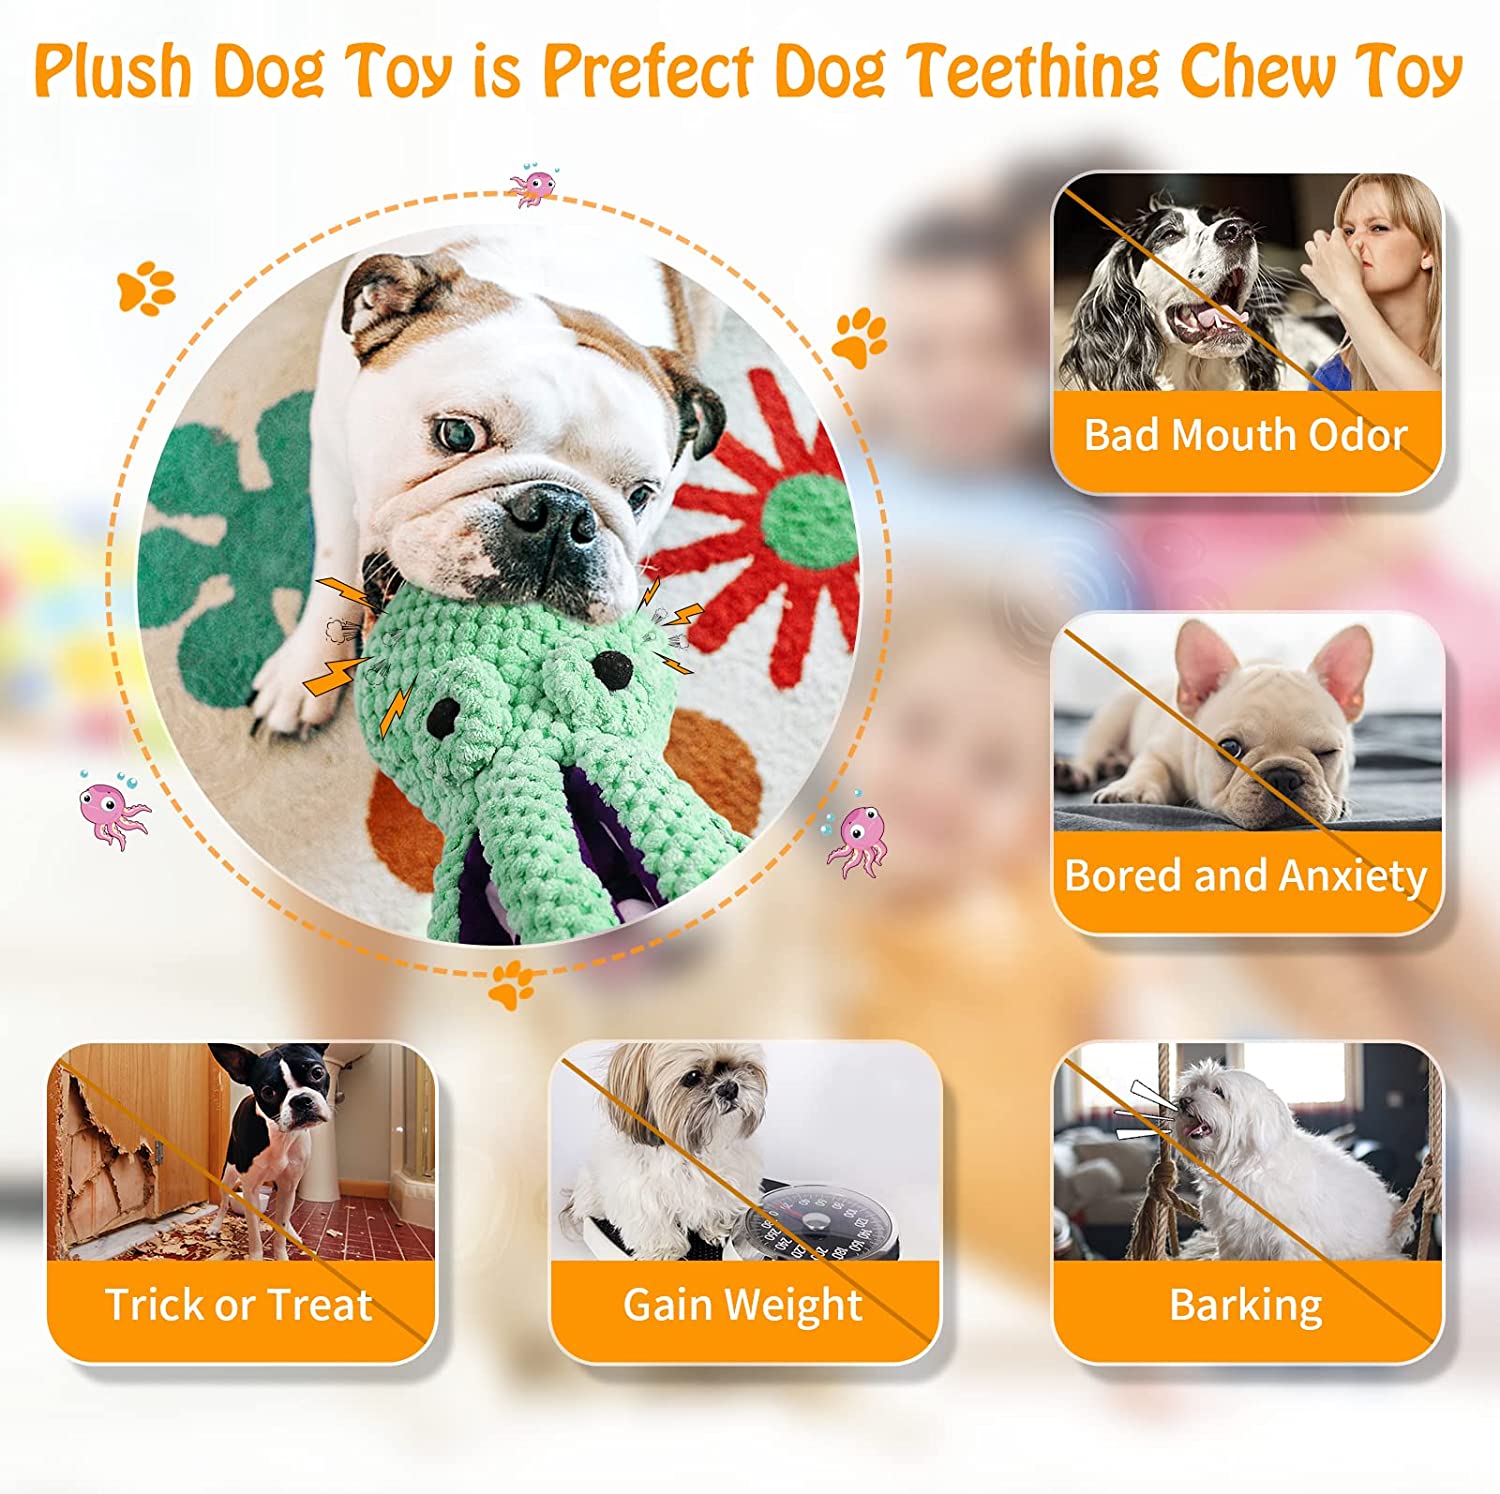 Plush Dog Toy is Prefect Dog Teething Chew Toy
Bad Mouth Odor
Bored and Anxiety
Trick or Treat
Gain Weight
Barking